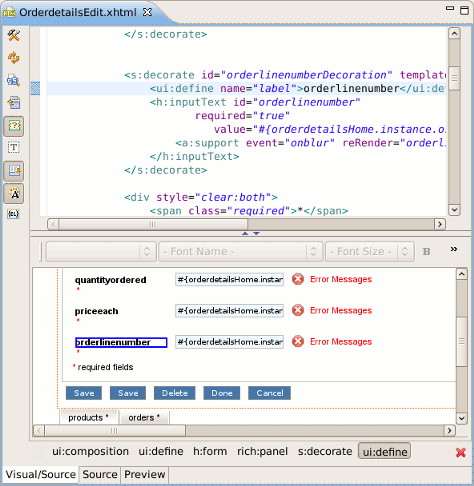 OrderdetailsEdit.xhtml
</s:decorate>
<s:decorate id="orderlinenumberDecoration" template
<ui:define name="label">orderlinenumber</ui:def
<h:inputText id="orderlinenumber"
required="true"
value="#{orderdetailsHome.instance.or
<a:support event="onblur" reRender="orderli
</h:inputText>
</s:decorate>
<div style="clear:both">
<span class="required">*</span>
- Font Name - - Font Size - B »
quantityordered #{orderdetailsHome.instan Error Messages
*
priceeach #{orderdetailsHome.instan Error Messages
*
orderlinenumber #{orderdetailsHome.instan Error Messages
*
* required fields
Save Save Delete Done Cancel
products * orders *
ui:composition ui:define h:form rich:panel s:decorate ui:define
Visual/Source Source Preview